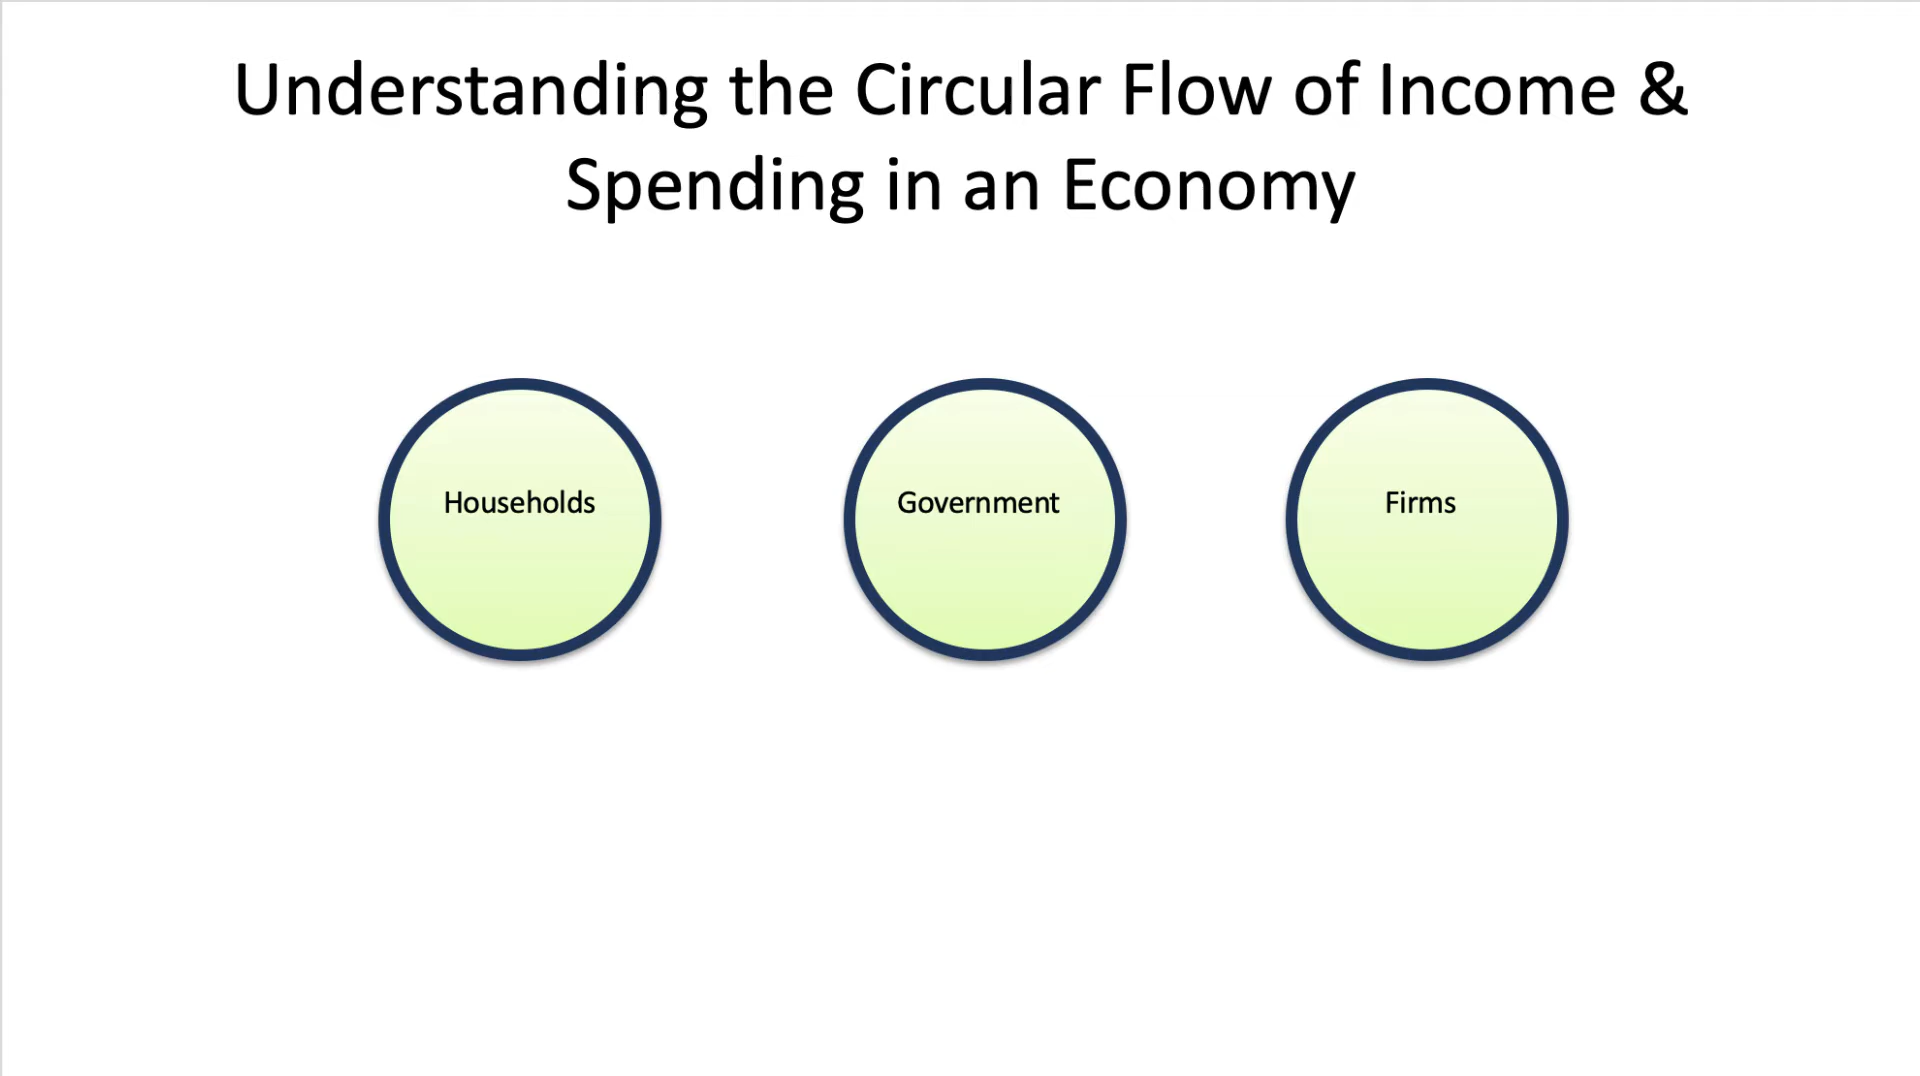 Understanding the Circular Flow of Income &
Spending in an Economy
Households
Government
Firms